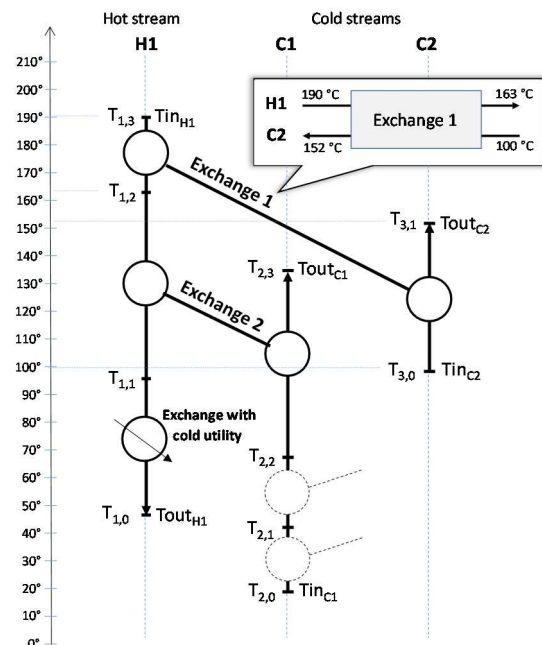 Hot stream
Cold streams
H1
C1
C2
210°
200°
190°
180°
170°
160°
150°
140°
130°
120°
110°
100°
90°
80°
70°
60°
50°
40°
30°
20°
10°
0°
H1
190 °C
163 °C
Exchange 1
C2
152 °C
100 °C
T1,3
TinH1
Exchange 1
T1,2
T3,1
ToutC2
T2,3
ToutC1
Exchange 2
T1,1
T3,0
TinC2
Exchange with
cold utility
T2,2
T1,0
ToutH1
T2,1
T2,0
TinC1